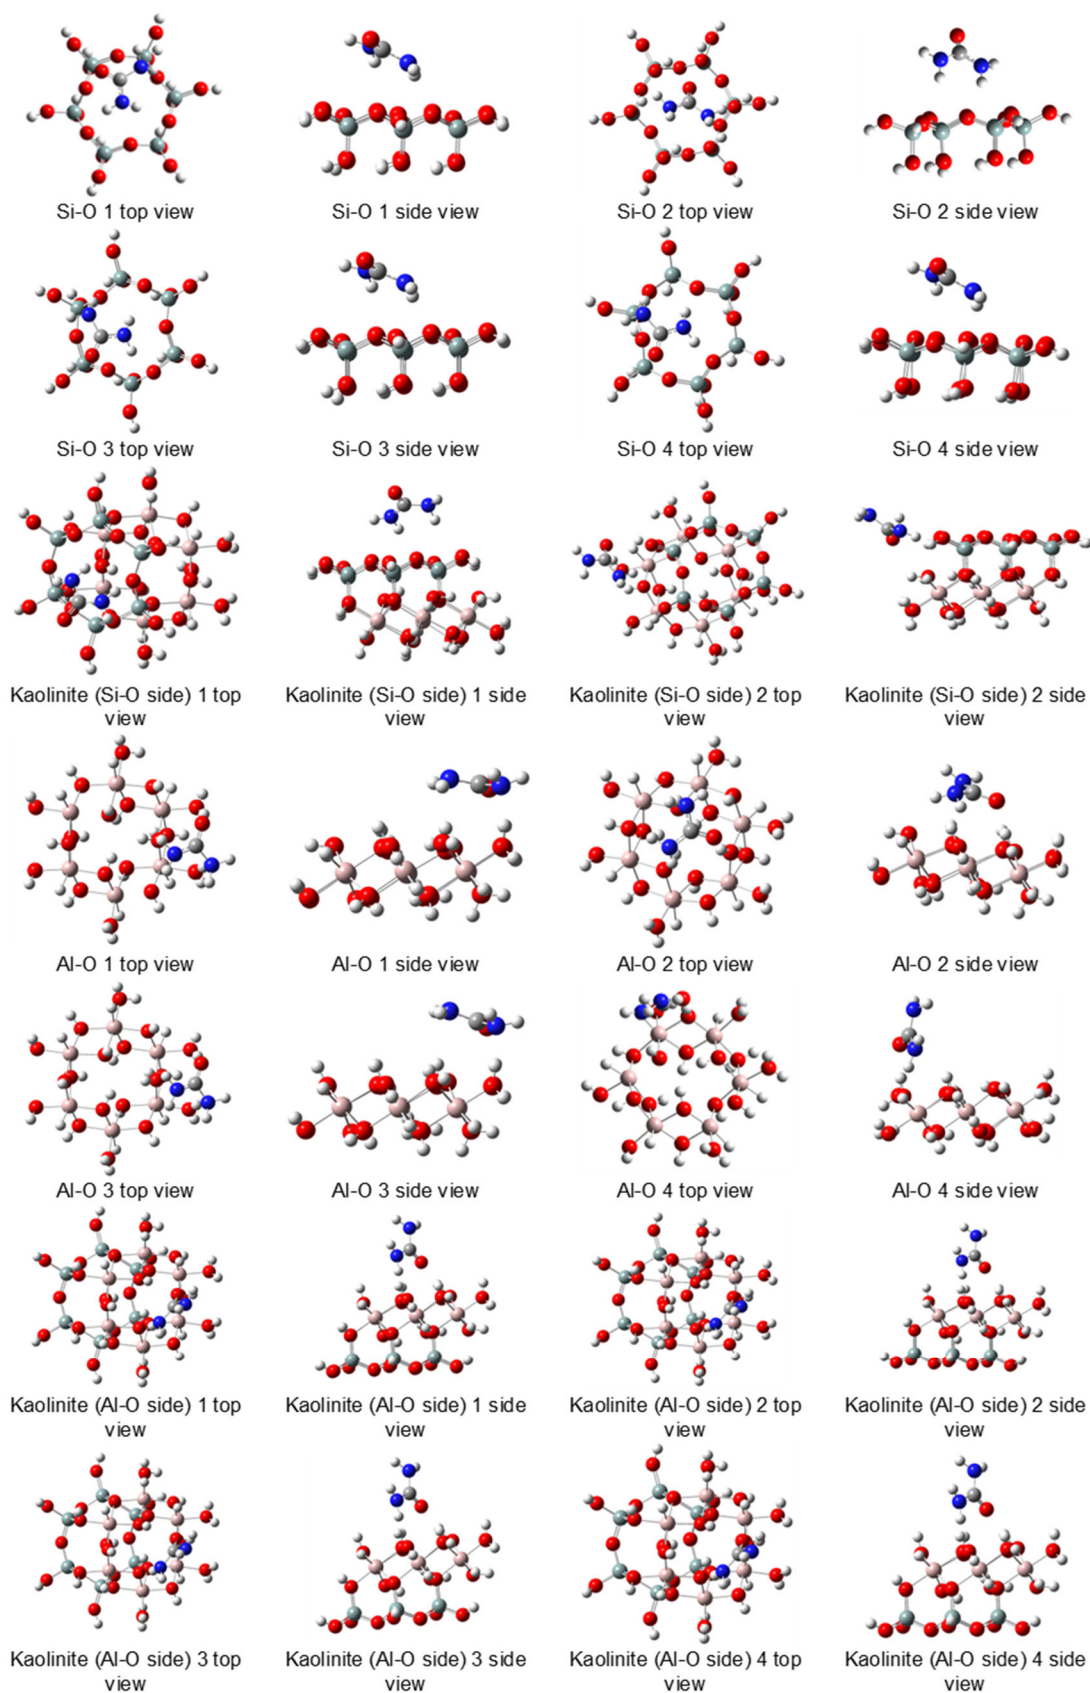 Si-O 1 top view
Si-O 1 side view
Si-O 2 top view
Si-O 2 side view
Si-O 3 top view
Si-O 3 side view
Si-O 4 top view
Si-O 4 side view
Kaolinite (Si-O side) 1 top
view
Kaolinite (Si-O side) 1 side
view
Kaolinite (Si-O side) 2 top
view
Kaolinite (Si-O side) 2 side
view
Al-O 1 top view
Al-O 1 side view
Al-O 2 top view
Al-O 2 side view
Al-O 3 top view
Al-O 3 side view
Al-O 4 top view
Al-O 4 side view
Kaolinite (Al-O side) 1 top
view
Kaolinite (Al-O side) 1 side
view
Kaolinite (Al-O side) 2 top
view
Kaolinite (Al-O side) 2 side
view
Kaolinite (Al-O side) 3 top
view
Kaolinite (Al-O side) 3 side
view
Kaolinite (Al-O side) 4 top
view
Kaolinite (Al-O side) 4 side
view